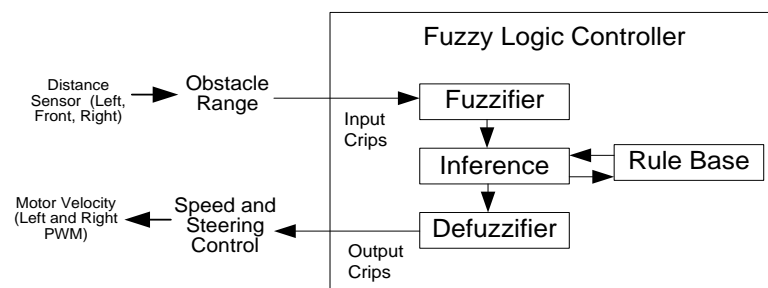 Fuzzy Logic Controller
Distance
Sensor (Left,
Front, Right)
Obstacle
Range
Input
Crips
Fuzzifier
Inference
Rule Base
Defuzzifier
Output
Crips
Speed and
Steering
Control
Motor Velocity
(Left and Right
PWM)